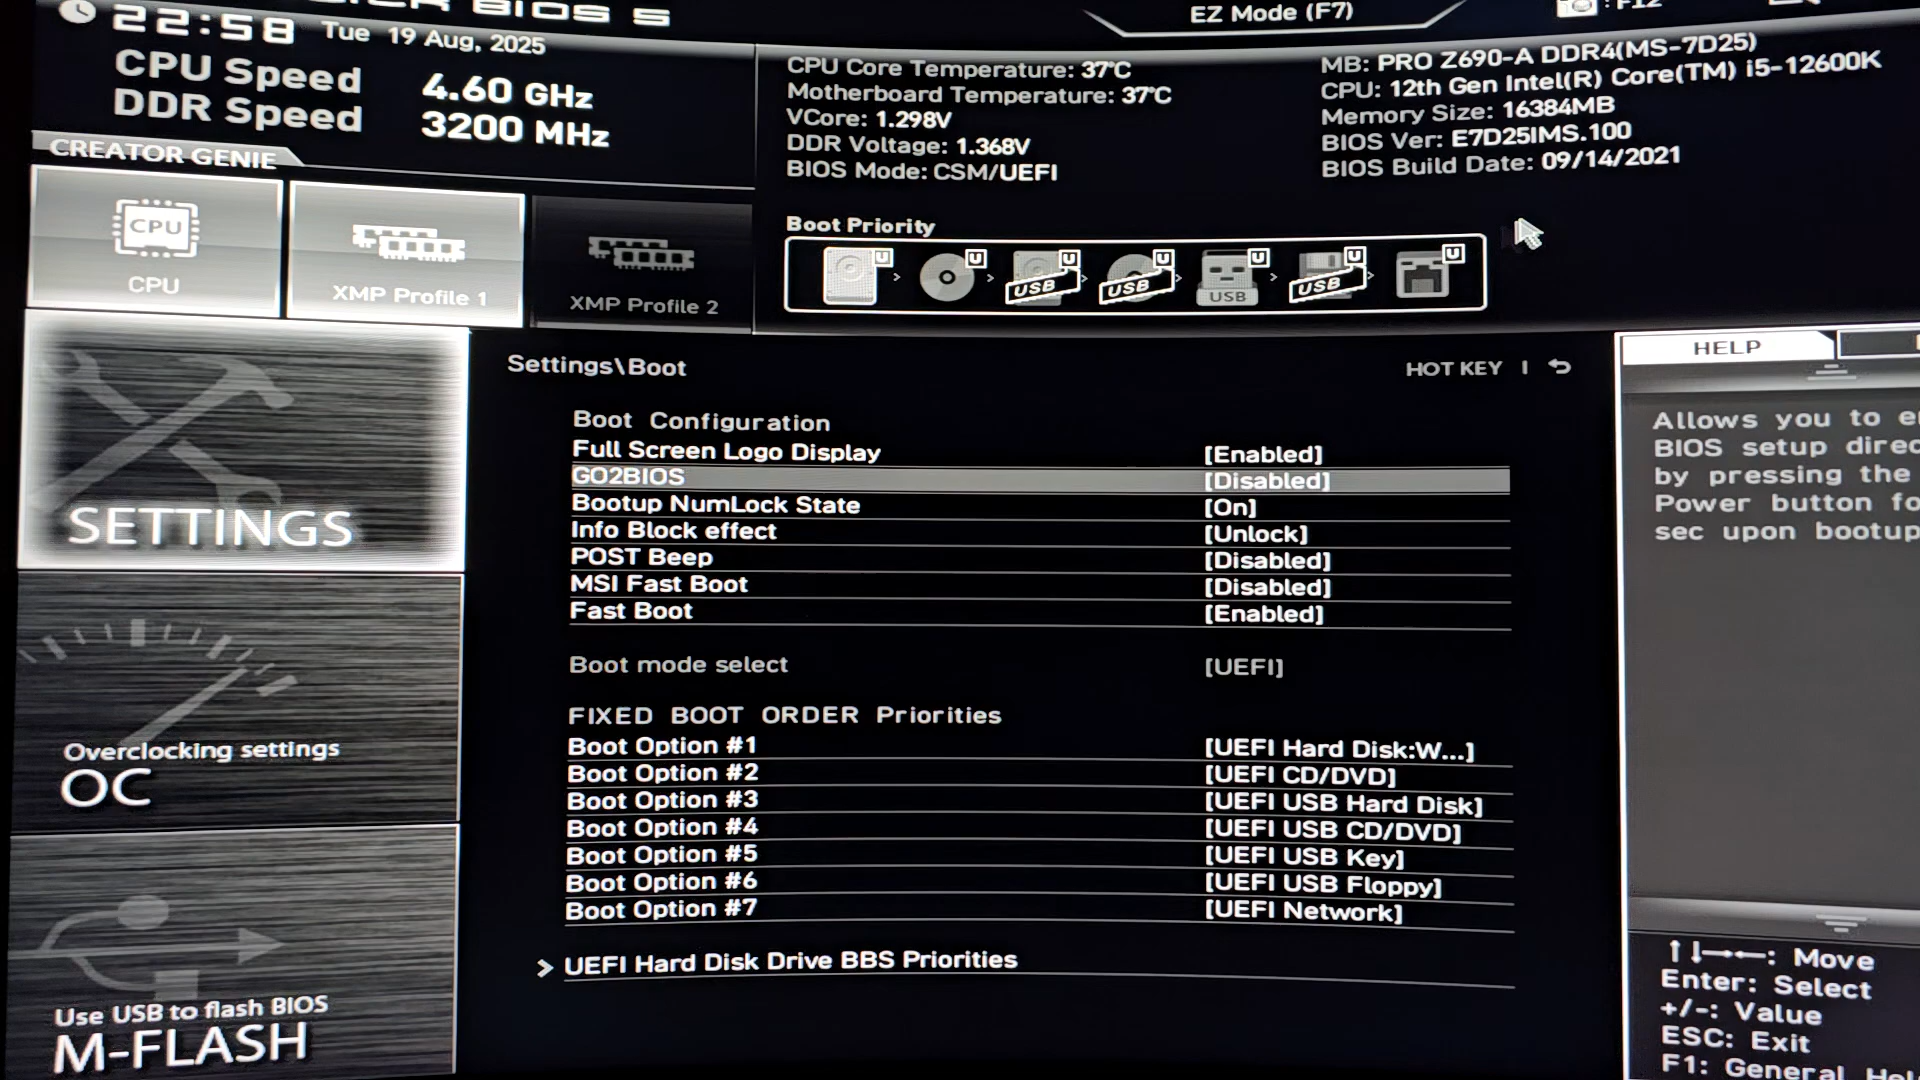 BIOS 5
EZ Mode (F7)
: F12
22:58 Tue 19 Aug, 2025
CPU Speed 4.60 GHz
DDR Speed 3200 MHz
CPU Core Temperature: 37°C
Motherboard Temperature: 37°C
VCore: 1.298V
DDR Voltage: 1.368V
BIOS Mode: CSM/UEFI
MB: PRO Z690-A DDR4(MS-7D25)
CPU: 12th Gen Intel(R) Core(TM) i5-12600K
Memory Size: 16384MB
BIOS Ver: E7D25IMS.100
BIOS Build Date: 09/14/2021
CREATOR GENIE
CPU
CPU
XMP Profile 1
XMP Profile 2
Boot Priority
U U U U U U U
USB USB USB USB
SETTINGS
Overclocking settings
OC
Use USB to flash BIOS
M-FLASH
Settings\Boot
HOT KEY |
Boot Configuration
Full Screen Logo Display [Enabled]
GO2BIOS [Disabled]
Bootup NumLock State [On]
Info Block effect [Unlock]
POST Beep [Disabled]
MSI Fast Boot [Disabled]
Fast Boot [Enabled]
Boot mode select [UEFI]
FIXED BOOT ORDER Priorities
Boot Option #1 [UEFI Hard Disk:W...]
Boot Option #2 [UEFI CD/DVD]
Boot Option #3 [UEFI USB Hard Disk]
Boot Option #4 [UEFI USB CD/DVD]
Boot Option #5 [UEFI USB Key]
Boot Option #6 [UEFI USB Floppy]
Boot Option #7 [UEFI Network]
> UEFI Hard Disk Drive BBS Priorities
HELP
Allows you to
BIOS setup
by pressing the
Power button
sec upon bootup
↑↓→←: Move
Enter: Select
+/-: Value
ESC: Exit
F1: General